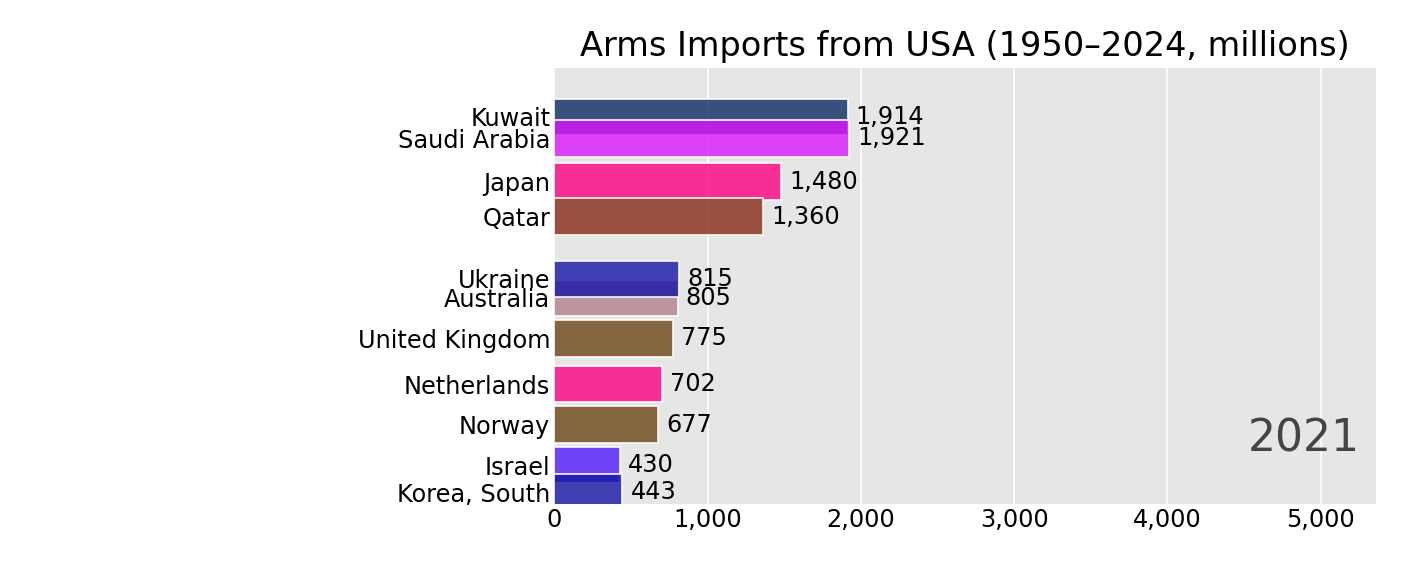 Arms Imports from USA (1950–2024, millions)
Kuwait 1,914
Saudi Arabia 1,921
Japan 1,480
Qatar 1,360
Ukraine 815
Australia 805
United Kingdom 775
Netherlands 702
Norway 677
2021
Israel 430
Korea, South 443
0 1,000 2,000 3,000 4,000 5,000